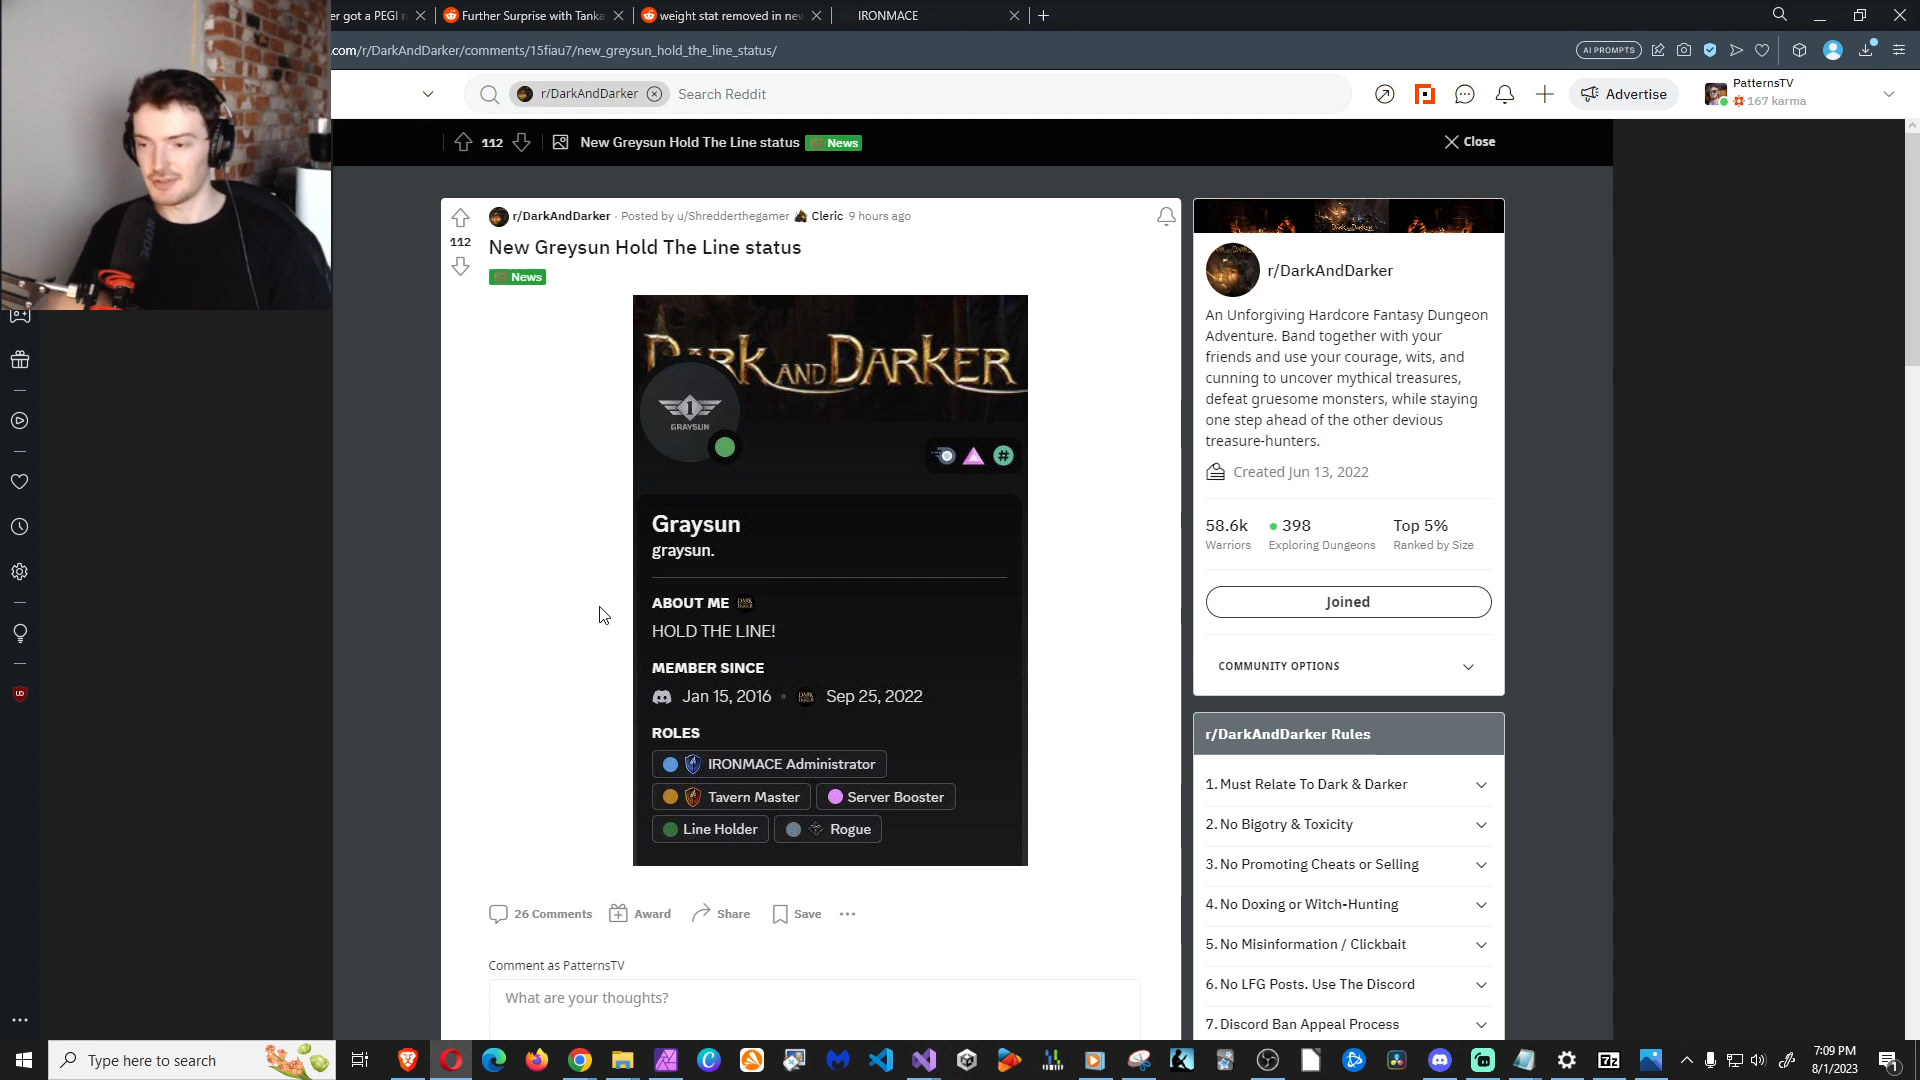 er got a PEGI r
Further Surprise with Tanka
weight stat removed in nev
IRONMACE
.com/r/DarkAndDarker/comments/15fiau7/new_greysun_hold_the_line_status/
AI PROMPTS
r/DarkAndDarker
Search Reddit
Advertise
PatternsTV
167 karma
112
New Greysun Hold The Line status
News
Close
r/DarkAndDarker · Posted by u/Shredderthegamer Cleric 9 hours ago
112
New Greysun Hold The Line status
News
DARK AND DARKER
1
GRAYSUN
Graysun
graysun.
ABOUT ME
HOLD THE LINE!
MEMBER SINCE
Jan 15, 2016 • Sep 25, 2022
ROLES
IRONMACE Administrator
Tavern Master
Server Booster
Line Holder
Rogue
26 Comments
Award
Share
Save
Comment as PatternsTV
What are your thoughts?
r/DarkAndDarker
An Unforgiving Hardcore Fantasy Dungeon
Adventure. Band together with your
friends and use your courage, wits, and
cunning to uncover mythical treasures,
defeat gruesome monsters, while staying
one step ahead of the other devious
treasure-hunters.
Created Jun 13, 2022
58.6k
398
Top 5%
Warriors
Exploring Dungeons
Ranked by Size
Joined
COMMUNITY OPTIONS
r/DarkAndDarker Rules
1. Must Relate To Dark & Darker
2. No Bigotry & Toxicity
3. No Promoting Cheats or Selling
4. No Doxing or Witch-Hunting
5. No Misinformation / Clickbait
6. No LFG Posts. Use The Discord
7. Discord Ban Appeal Process
Type here to search
7:09 PM
8/1/2023
1